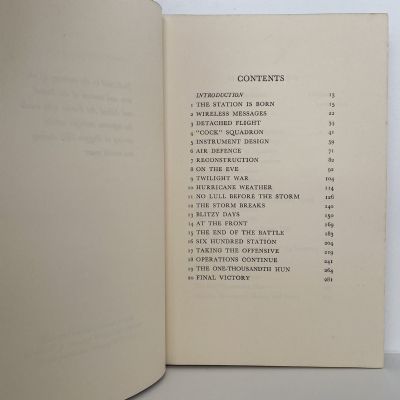 CONTENTS
INTRODUCTION 13
1 THE STATION IS BORN 15
2 WIRELESS MESSAGES 22
3 DETACHED FLIGHT 35
4 "COCK" SQUADRON 41
5 INSTRUMENT DESIGN 59
6 AIR DEFENCE 71
7 RECONSTRUCTION 82
8 ON THE EVE 92
9 TWILIGHT WAR 104
10 HURRICANE WEATHER 114
11 NO LULL BEFORE THE STORM 126
12 THE STORM BREAKS 140
13 BLITZY DAYS 150
14 AT THE FRONT 169
15 THE END OF THE BATTLE 183
16 SIX HUNDRED STATION 204
17 TAKING THE OFFENSIVE 219
18 OPERATIONS CONTINUE 241
19 THE ONE-THOUSANDTH HUN 264
20 FINAL VICTORY 281